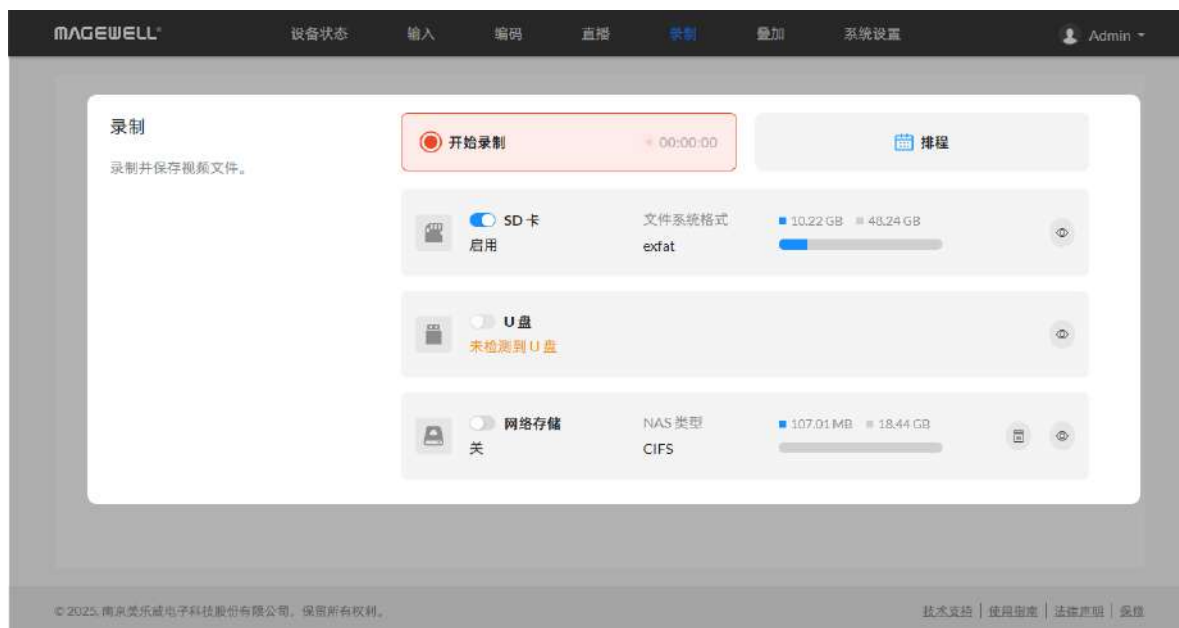 MAGEWELL 设备状态 输入 编码 直播 录制 叠加 系统设置 Admin
录制
录制并保存视频文件。
开始录制 00:00:00 排程
SD 卡 文件系统格式 10.22 GB 48.24 GB
启用 exfat
U 盘
未检测到 U 盘
网络存储 NAS 类型 107.01 MB 18.44 GB
关 CIFS
© 2025, 南京美乐威电子科技股份有限公司。保留所有权利。 技术支持 | 使用指南 | 法律声明 | 保修